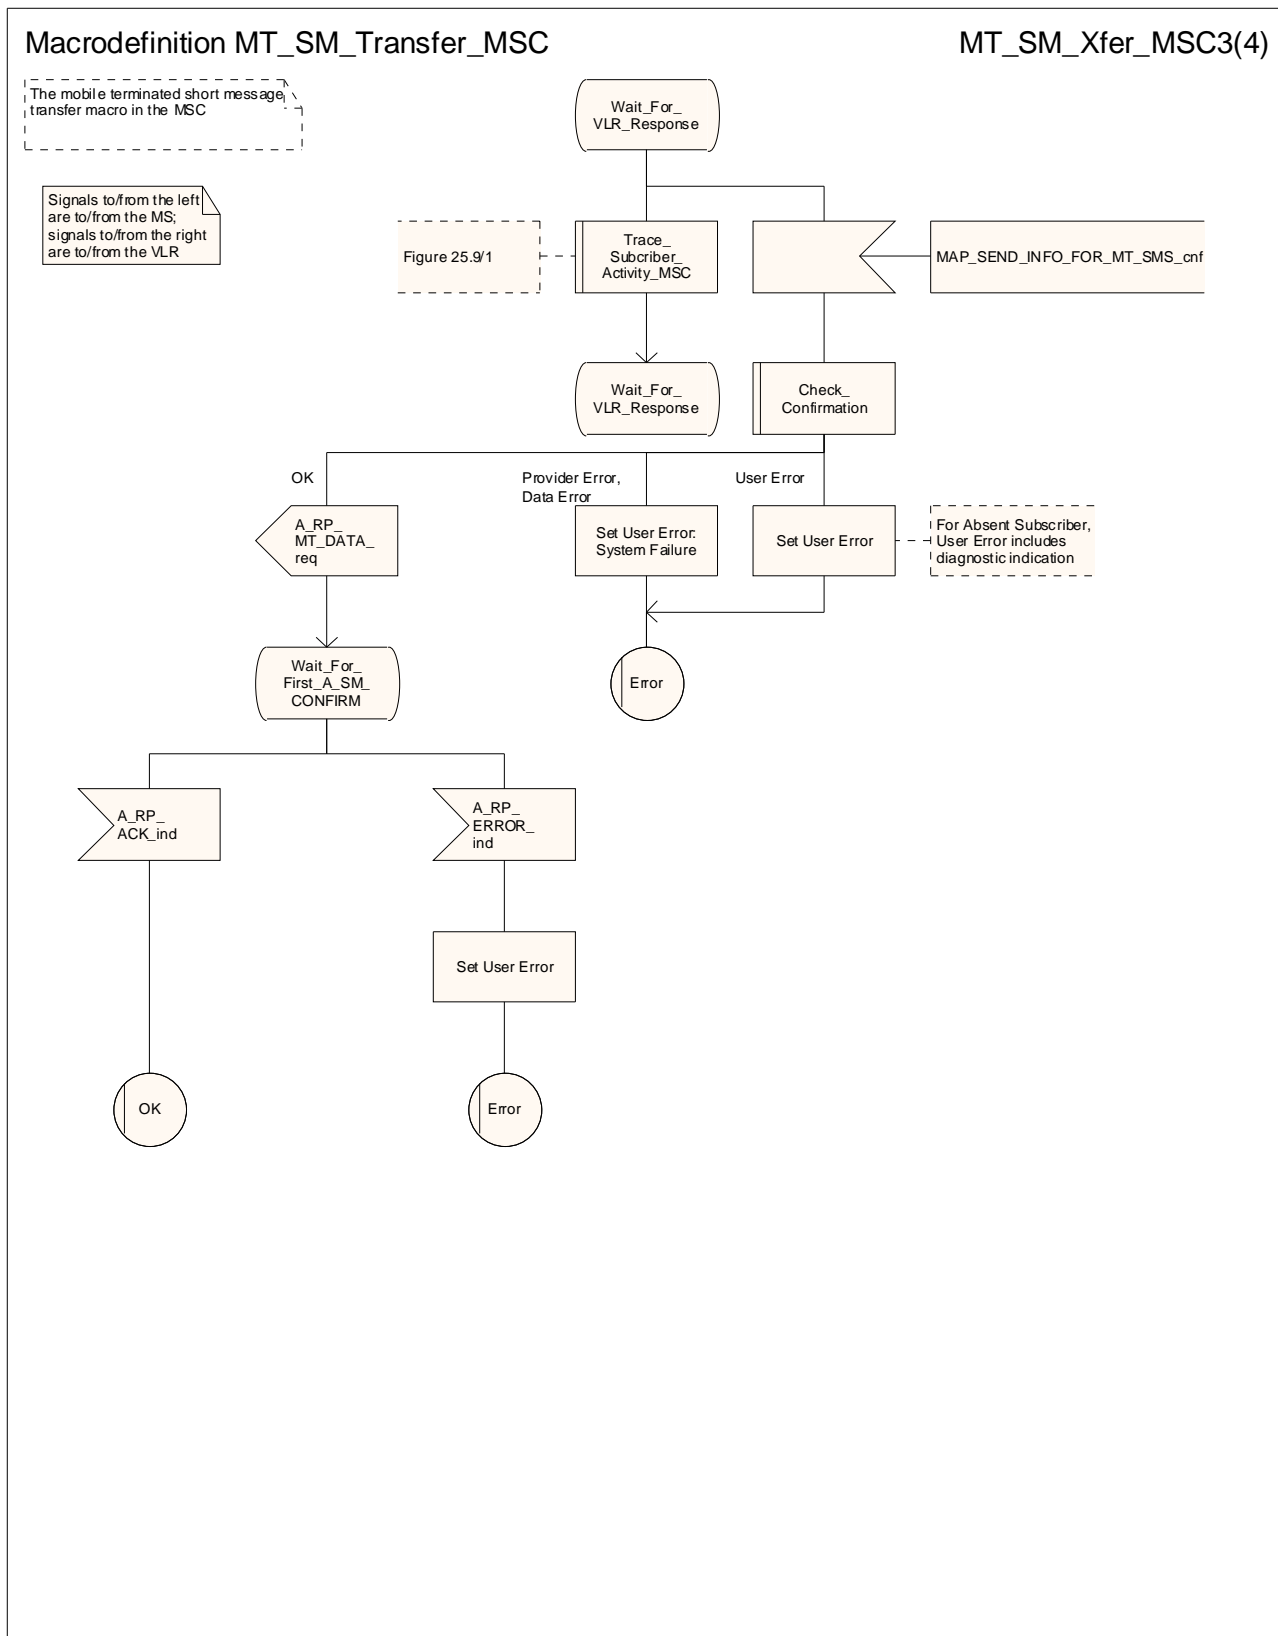 Macrodefinition MT_SM_Transfer_MSC
MT_SM_Xfer_MSC3(4)
The mobile terminated short message
transfer macro in the MSC
Signals to/from the left
are to/from the MS;
signals to/from the right
are to/from the VLR
Wait_For_
VLR_Response
Figure 25.9/1
Trace_
Subcriber_
Activity_MSC
MAP_SEND_INFO_FOR_MT_SMS_cnf
Wait_For_
VLR_Response
Check_
Confirmation
OK
Provider Error,
Data Error
User Error
A_RP_
MT_DATA_
req
Set User Error:
System Failure
Set User Error
For Absent Subscriber,
User Error includes
diagnostic indication
Wait_For_
First_A_SM_
CONFIRM
Error
A_RP_
ACK_ind
A_RP_
ERROR_
ind
Set User Error
OK
Error